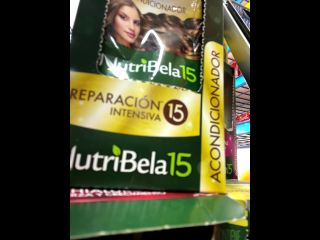 ACONDICIONADOR
NutriBela15
REPARACIÓN
INTENSIVA
15
NutriBela15
ACONDICIONADOR